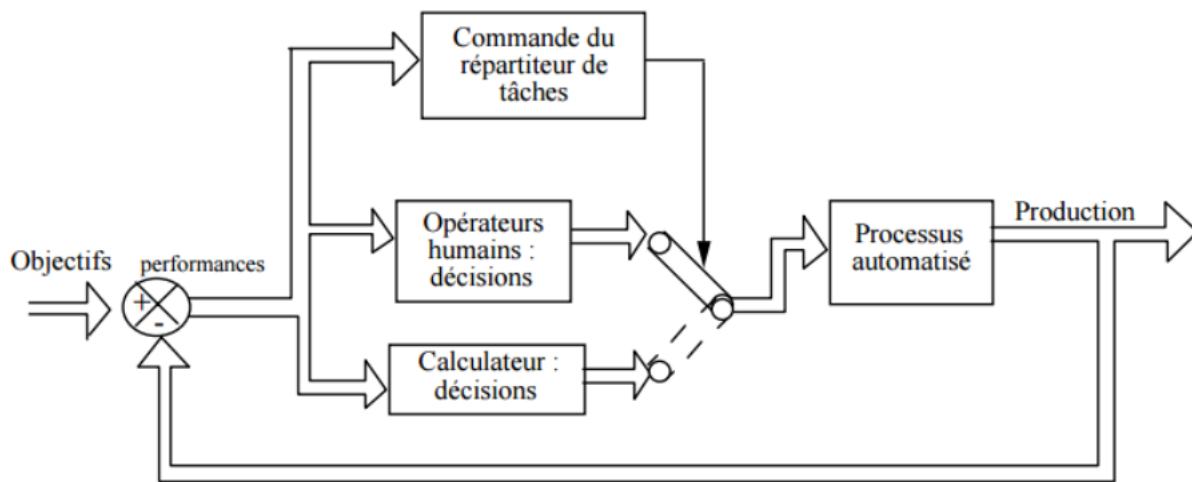 Commande du
répartiteur de
tâches
Opérateurs
humains :
décisions
Production
Processus
automatisé
Objectifs
performances
+
-
Calculateur :
décisions